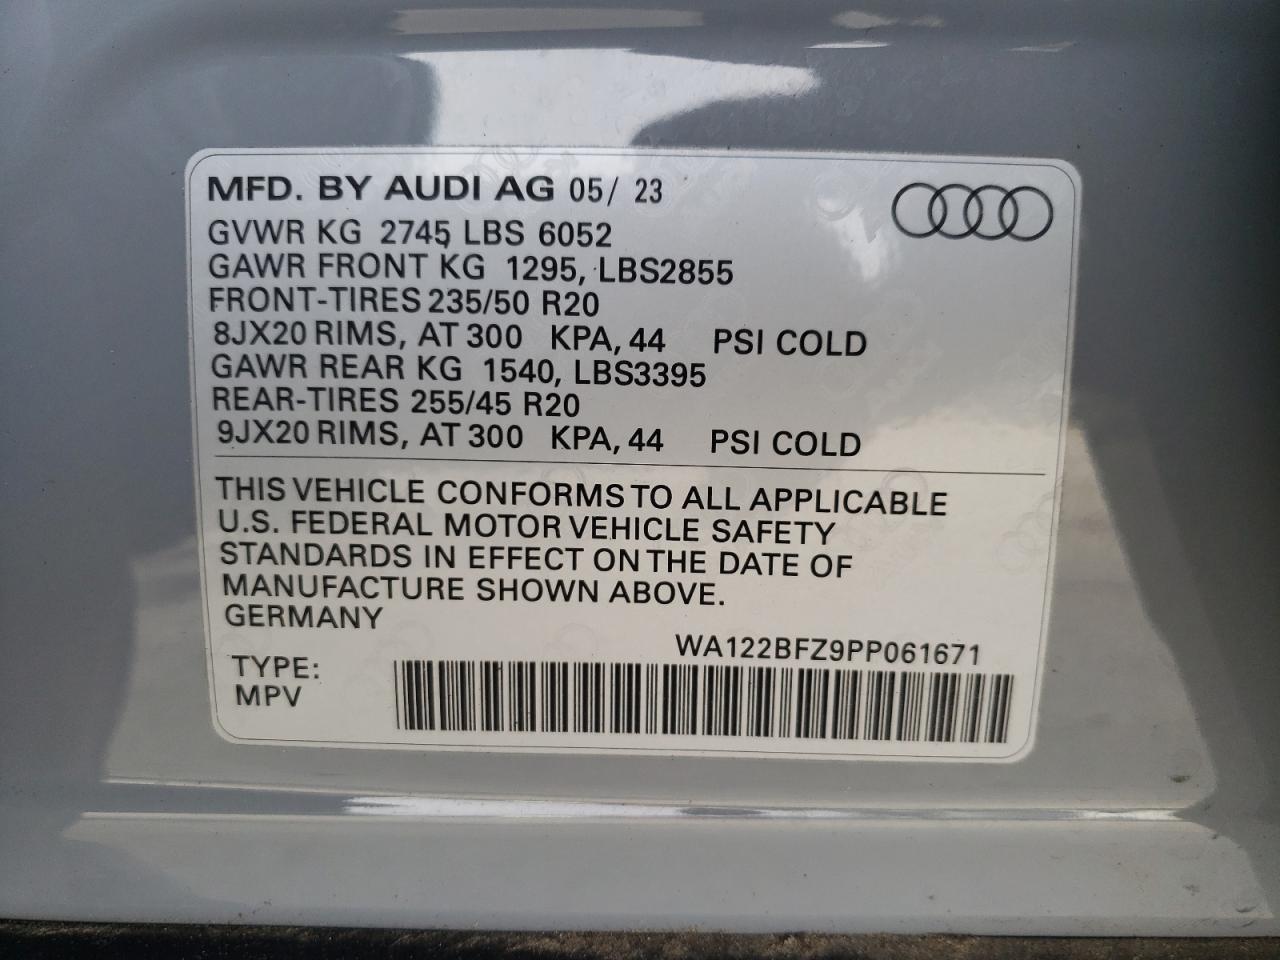 MFD. BY AUDI AG 05/ 23
GVWR KG 2745, LBS 6052
GAWR FRONT KG 1295, LBS2855
FRONT-TIRES 235/50 R20
8JX20 RIMS, AT 300 KPA, 44 PSI COLD
GAWR REAR KG 1540, LBS3395
REAR-TIRES 255/45 R20
9JX20 RIMS, AT 300 KPA, 44 PSI COLD
THIS VEHICLE CONFORMS TO ALL APPLICABLE
U.S. FEDERAL MOTOR VEHICLE SAFETY
STANDARDS IN EFFECT ON THE DATE OF
MANUFACTURE SHOWN ABOVE.
GERMANY
WA122BFZ9PP061671
TYPE:
MPV